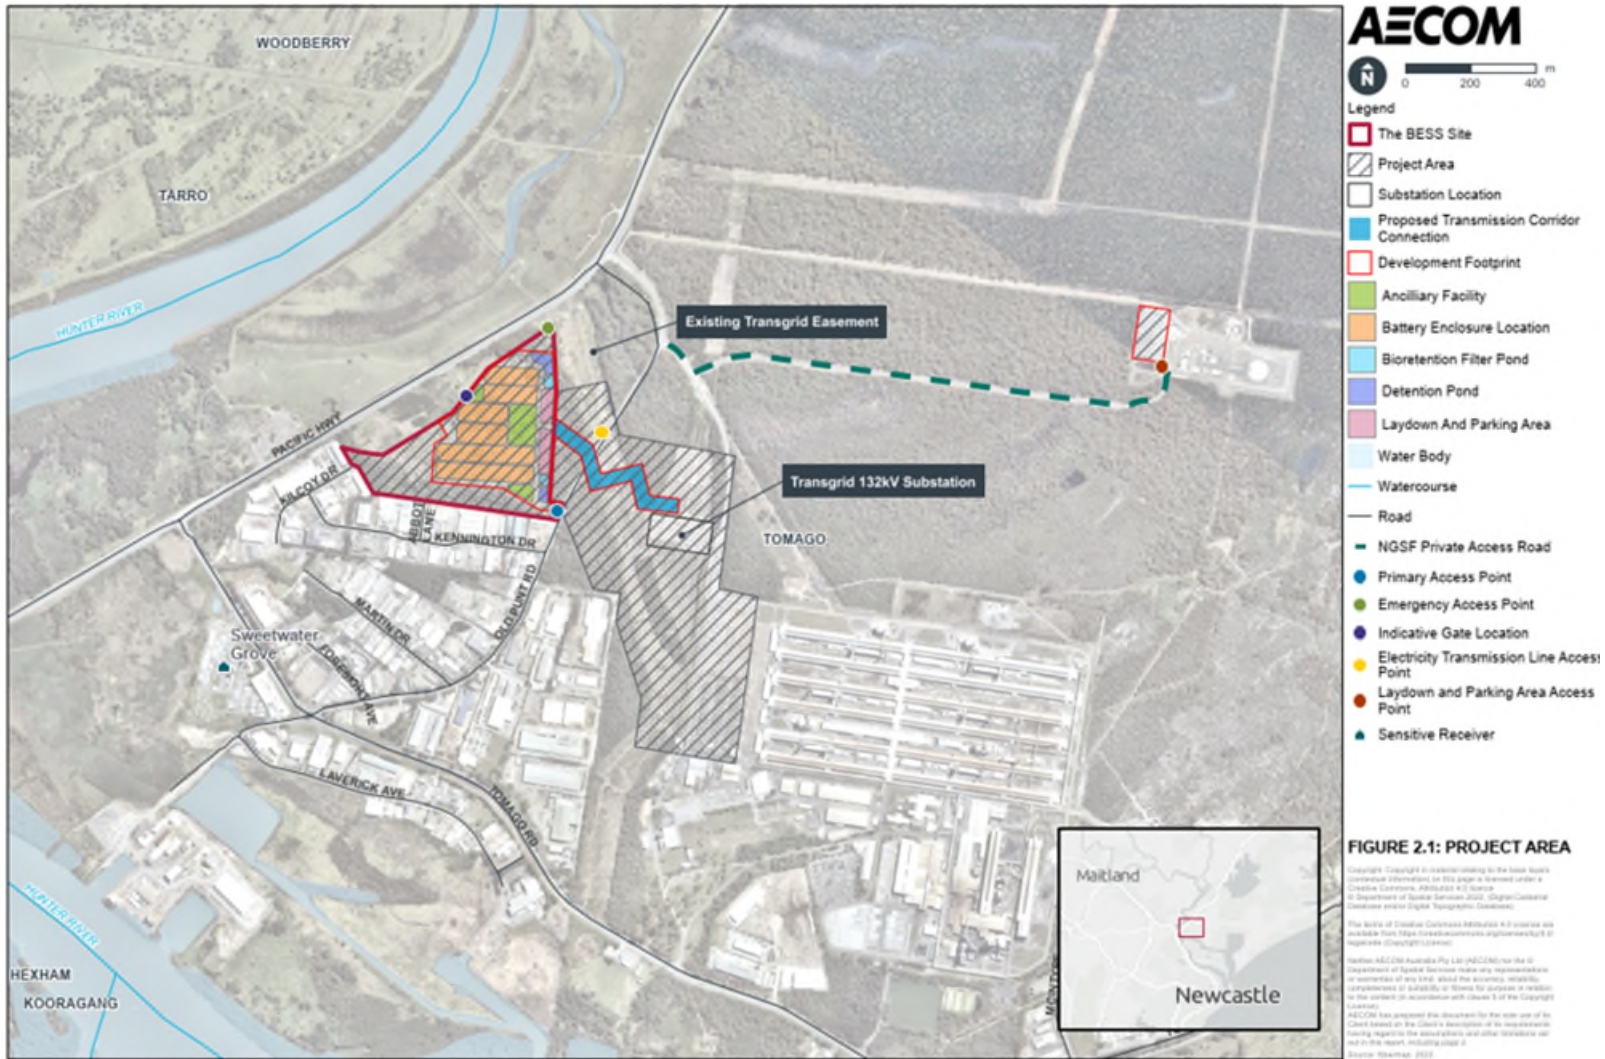 WOODBERRY
TARRO
HUNTER RIVER
PACIFIC HWY
KILCOY DR
ABBOT
LANE
KENNINGTON DR
Existing Transgrid Easement
Transgrid 132kV Substation
TOMAGO
OLD PUNT RD
MARTIN DR
Sweetwater
Grove
FORESIGHT AVE
LAVERICK AVE
TOMAGO RD
HUNTER RIVER
HEXHAM
KOORAGANG
Maitland
Newcastle
AECOM
N
0 200 400 m
Legend
The BESS Site
Project Area
Substation Location
Proposed Transmission Corridor
Connection
Development Footprint
Ancilliary Facility
Battery Enclosure Location
Bioretention Filter Pond
Detention Pond
Laydown And Parking Area
Water Body
Watercourse
Road
NGSF Private Access Road
Primary Access Point
Emergency Access Point
Indicative Gate Location
Electricity Transmission Line Access
Point
Laydown and Parking Area Access
Point
Sensitive Receiver
FIGURE 2.1: PROJECT AREA